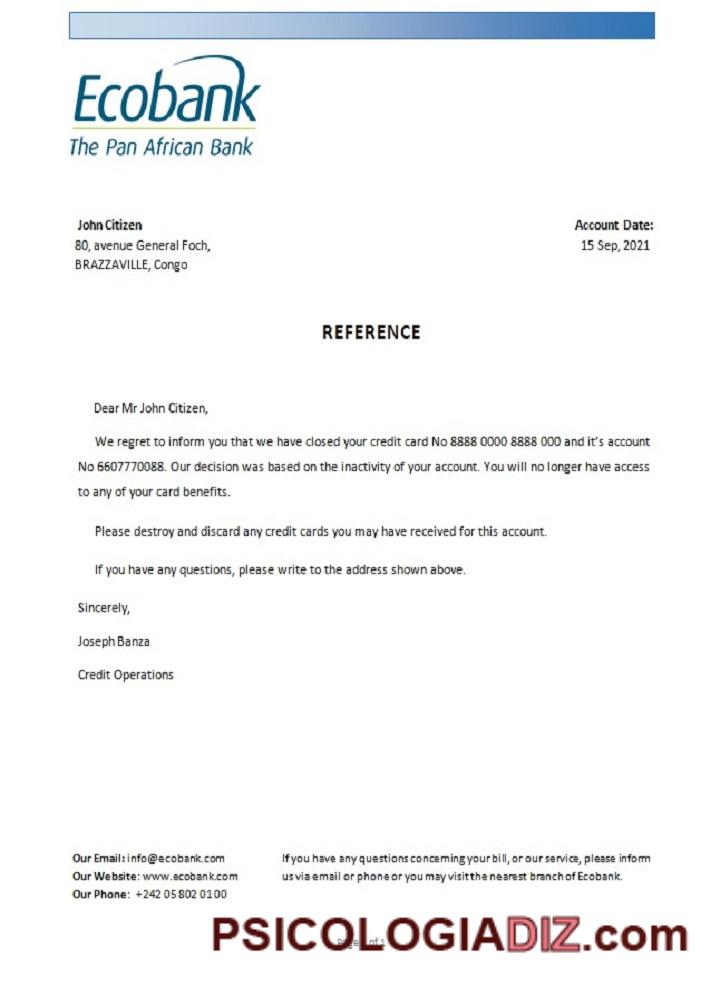 Ecobank
The Pan African Bank
John Citizen
80, avenue General Foch,
BRAZZAVILLE, Congo
Account Date:
15 Sep, 2021
REFERENCE
Dear Mr John Citizen,
We regret to inform you that we have closed your credit card No 8888 0000 8888 000 and it's account
No 6607770088. Our decision was based on the inactivity of your account. You will no longer have access
to any of your card benefits.
Please destroy and discard any credit cards you may have received for this account.
If you have any questions, please write to the address shown above.
Sincerely,
Joseph Banza
Credit Operations
Our Email: info@ecobank.com
Our Website: www.ecobank.com
Our Phone: +242 05 802 01 00
If you have any questions concerning your bill, or our service, please inform
us via email or phone or you may visit the nearest branch of Ecobank.
PSICOLOGIADIZ.com